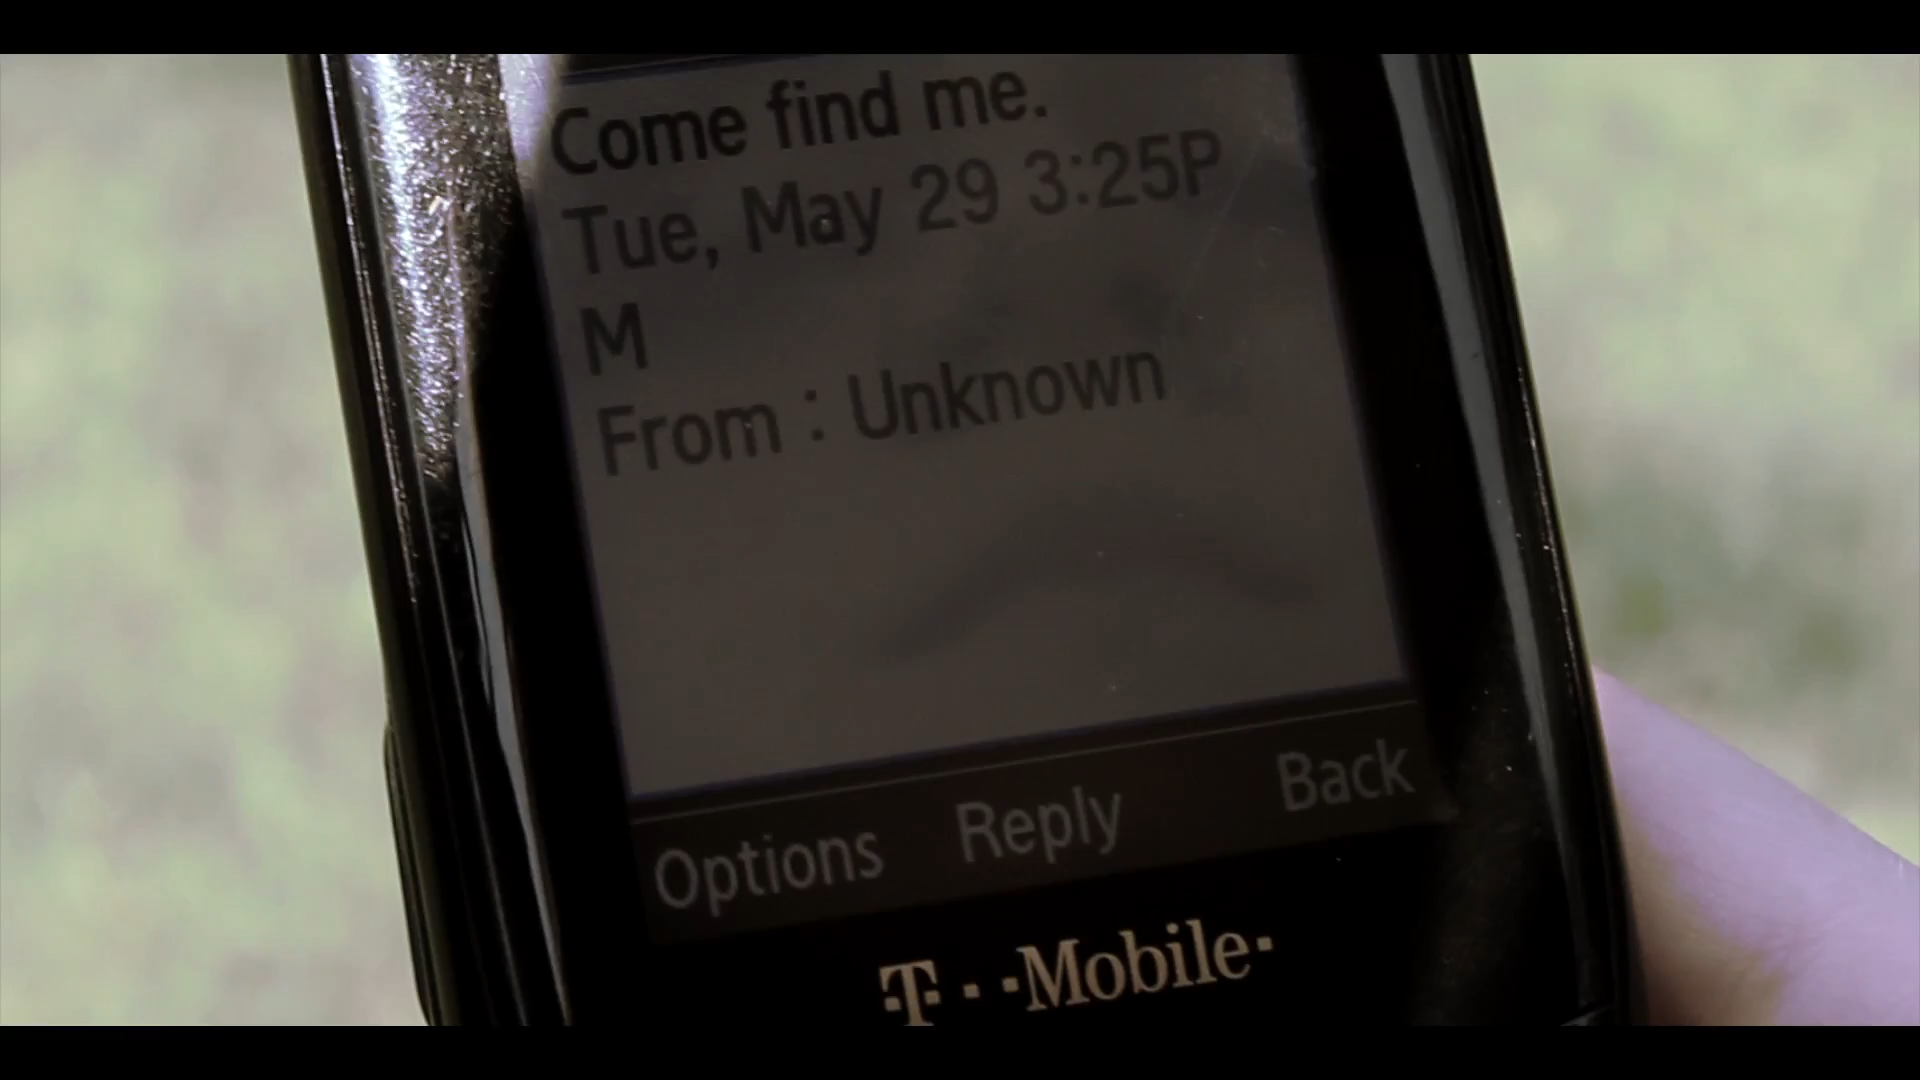 Come find me.
Tue, May 29 3:25P
M
From : Unknown
Options Reply Back
T··Mobile·